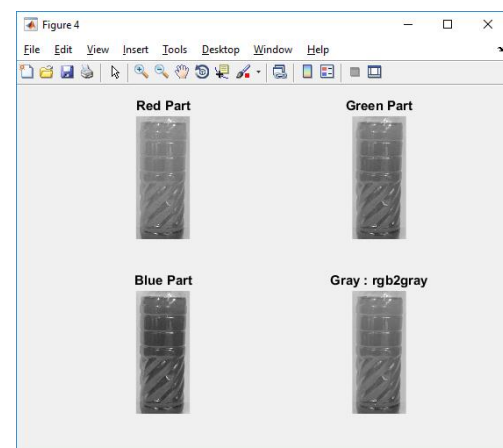 Figure 4
File Edit View Insert Tools Desktop Window Help
Red Part Green Part
Blue Part Gray : rgb2gray